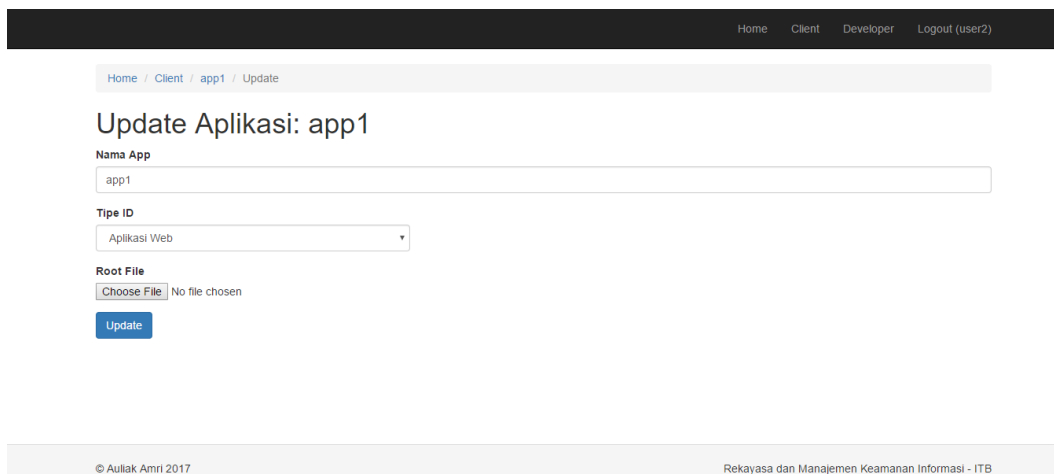 Home Client Developer Logout (user2)
Home / Client / app1 / Update
Update Aplikasi: app1
Nama App
app1
Tipe ID
Aplikasi Web
Root File
Choose File No file chosen
Update
© Auliak Amri 2017 Rekayasa dan Manajemen Keamanan Informasi - ITB